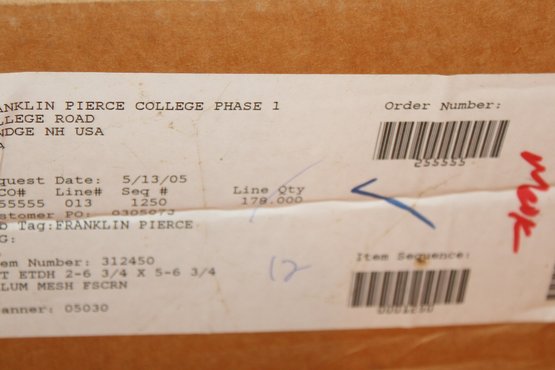 ANKLIN PIERCE COLLEGE PHASE 1
LLEGE ROAD
NDGE NH USA
A
Order Number:
255555
quest Date: 5/13/05
CO# Line# Seq # Line Qty
55555 013 1250 179.000
ustomer PO: 0305073
b Tag:FRANKLIN PIERCE
G:
em Number: 312450
T ETDH 2-6 3/4 X 5-6 3/4
LUM MESH FSCRN
anner: 05030
12
Item Sequence: